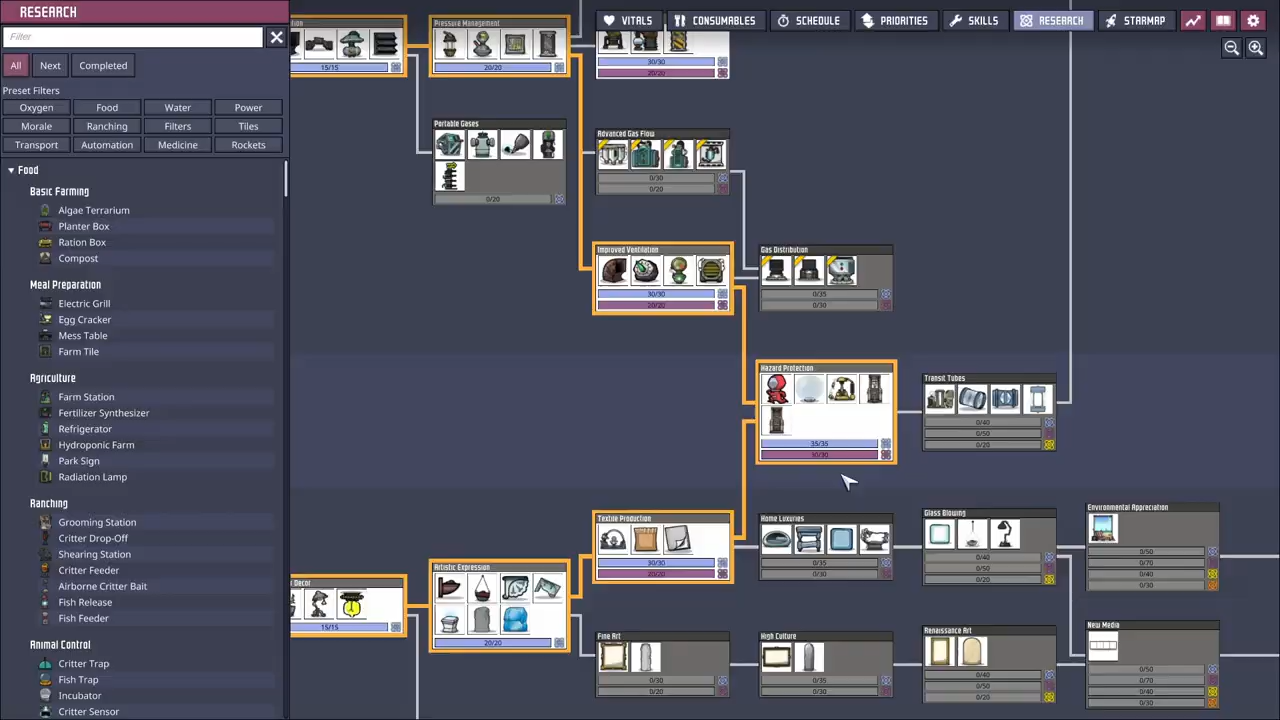 RESEARCH
VITALS
CONSUMABLES
SCHEDULE
PRIORITIES
SKILLS
RESEARCH
STARMAP
Filter
All
Next
Completed
Preset Filters
Oxygen
Food
Water
Power
Morale
Ranching
Filters
Tiles
Transport
Automation
Medicine
Rockets
Food
Basic Farming
Algae Terrarium
Planter Box
Ration Box
Compost
Meal Preparation
Electric Grill
Egg Cracker
Mess Table
Farm Tile
Agriculture
Farm Station
Fertilizer Synthesizer
Refrigerator
Hydroponic Farm
Park Sign
Radiation Lamp
Ranching
Grooming Station
Critter Drop-Off
Shearing Station
Critter Feeder
Airborne Critter Bait
Fish Release
Fish Feeder
Animal Control
Critter Trap
Fish Trap
Incubator
Critter Sensor
15/15
Pressure Management
20/20
30/30
20/20
Portable Gases
0/20
Advanced Gas Flow
0/30
0/20
Improved Ventilation
30/30
20/20
Gas Distribution
0/35
0/30
Hazard Protection
35/35
30/30
Transit Tubes
0/40
0/50
0/20
Textile Production
30/30
20/20
Home Luxuries
0/35
0/30
Glass Blowing
0/40
0/50
0/20
Environmental Appreciation
0/50
0/70
0/40
0/30
Decor
15/15
Artistic Expression
20/20
Fine Art
0/30
0/20
High Culture
0/35
0/30
Renaissance Art
0/40
0/50
0/20
New Media
0/50
0/70
0/40
0/30